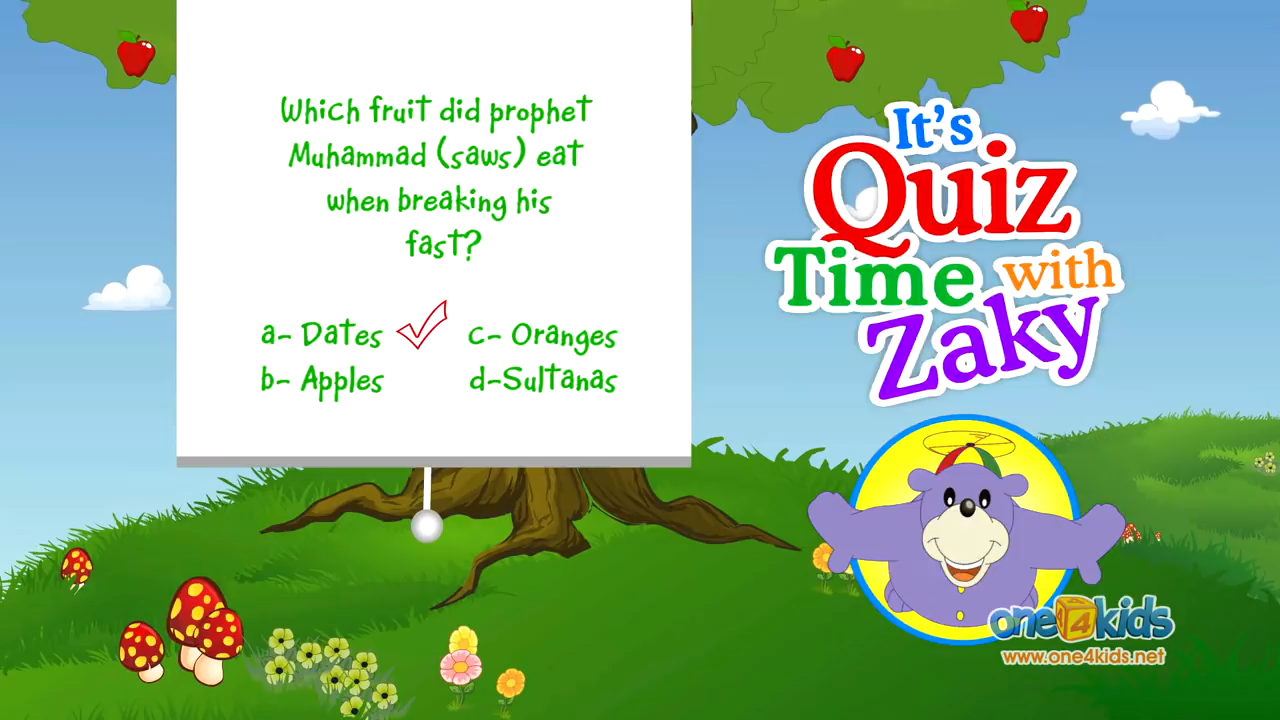 Which fruit did prophet
Muhammad (saws) eat
when breaking his
fast?
a- Dates
c- Oranges
b- Apples
d-Sultanas
It's
Quiz
Time with
Zaky
one4kids
www.one4kids.net